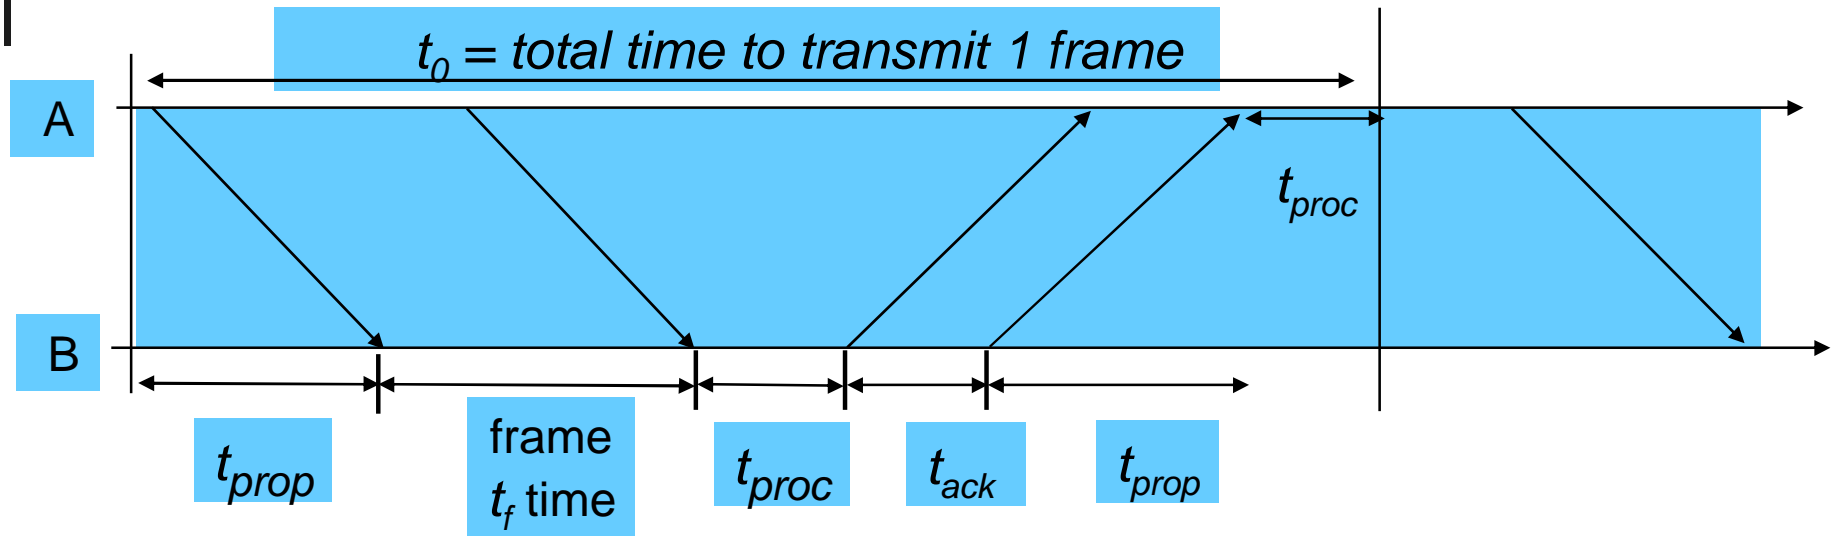 t0 = total time to transmit 1 frame
A
tproc
B
tprop
frame
tf time
tproc
tack
tprop